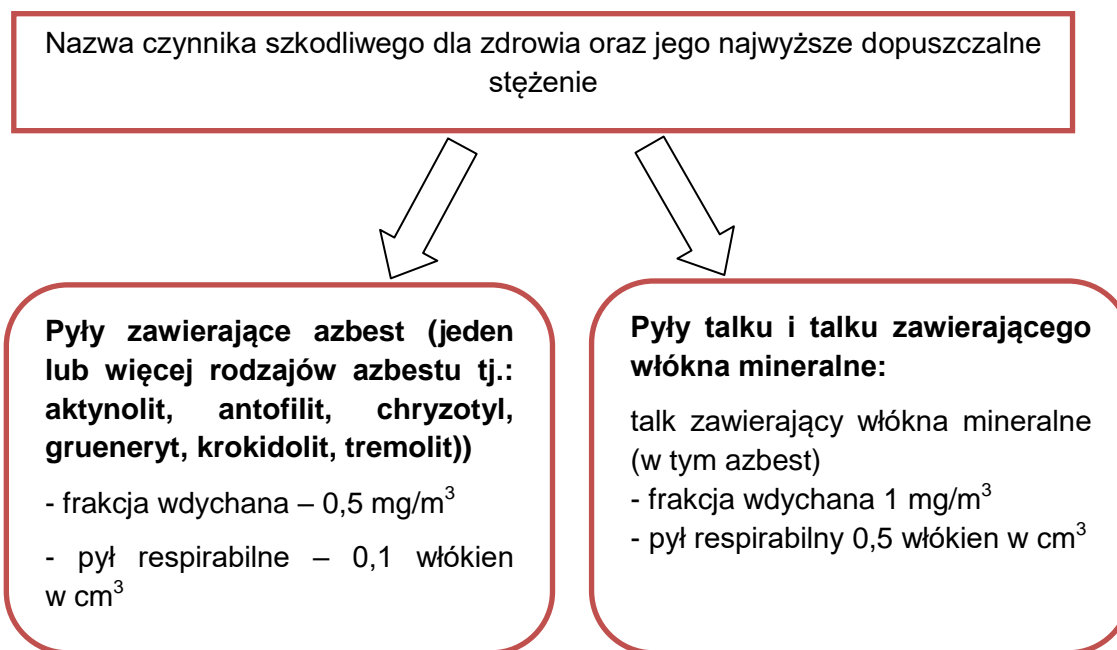 Nazwa czynnika szkodliwego dla zdrowia oraz jego najwyższe dopuszczalne
stężenie
Pyły zawierające azbest (jeden
lub więcej rodzajów azbestu tj.:
aktynolit, antofilit, chryzotyl,
grueneryt, krokidolit, tremolit))
- frakcja wdychana – 0,5 mg/m³
- pył respirabilne – 0,1 włókien
w cm³
Pyły talku i talku zawierającego
włókna mineralne:
talk zawierający włókna mineralne
(w tym azbest)
- frakcja wdychana 1 mg/m³
- pył respirabilny 0,5 włókien w cm³